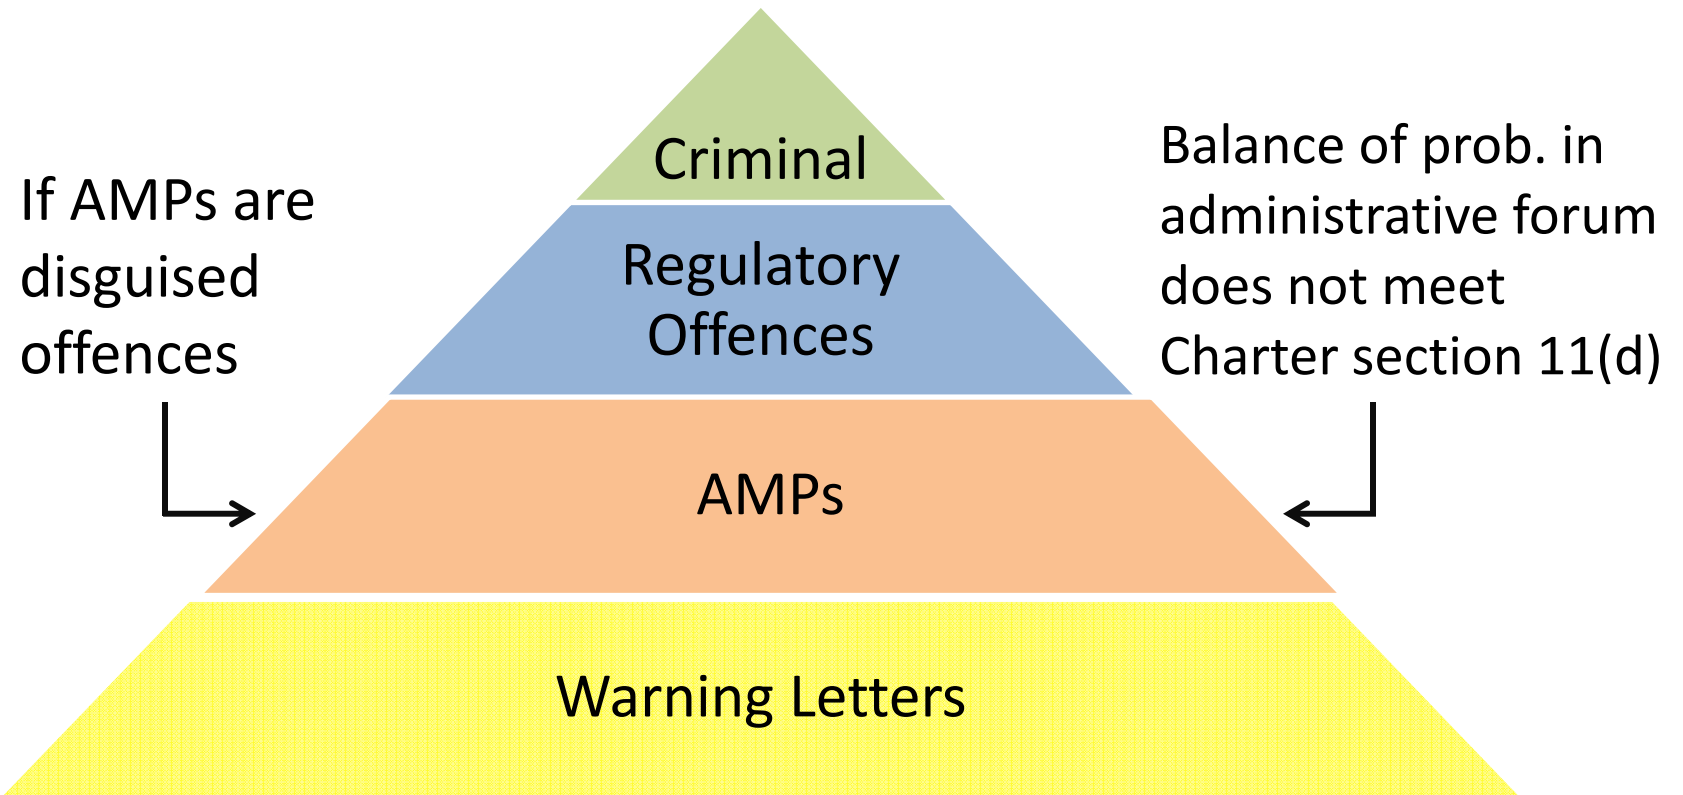 Criminal
Regulatory
Offences
AMPs
Warning Letters
If AMPs are
disguised
offences
Balance of prob. in
administrative forum
does not meet
Charter section 11(d)